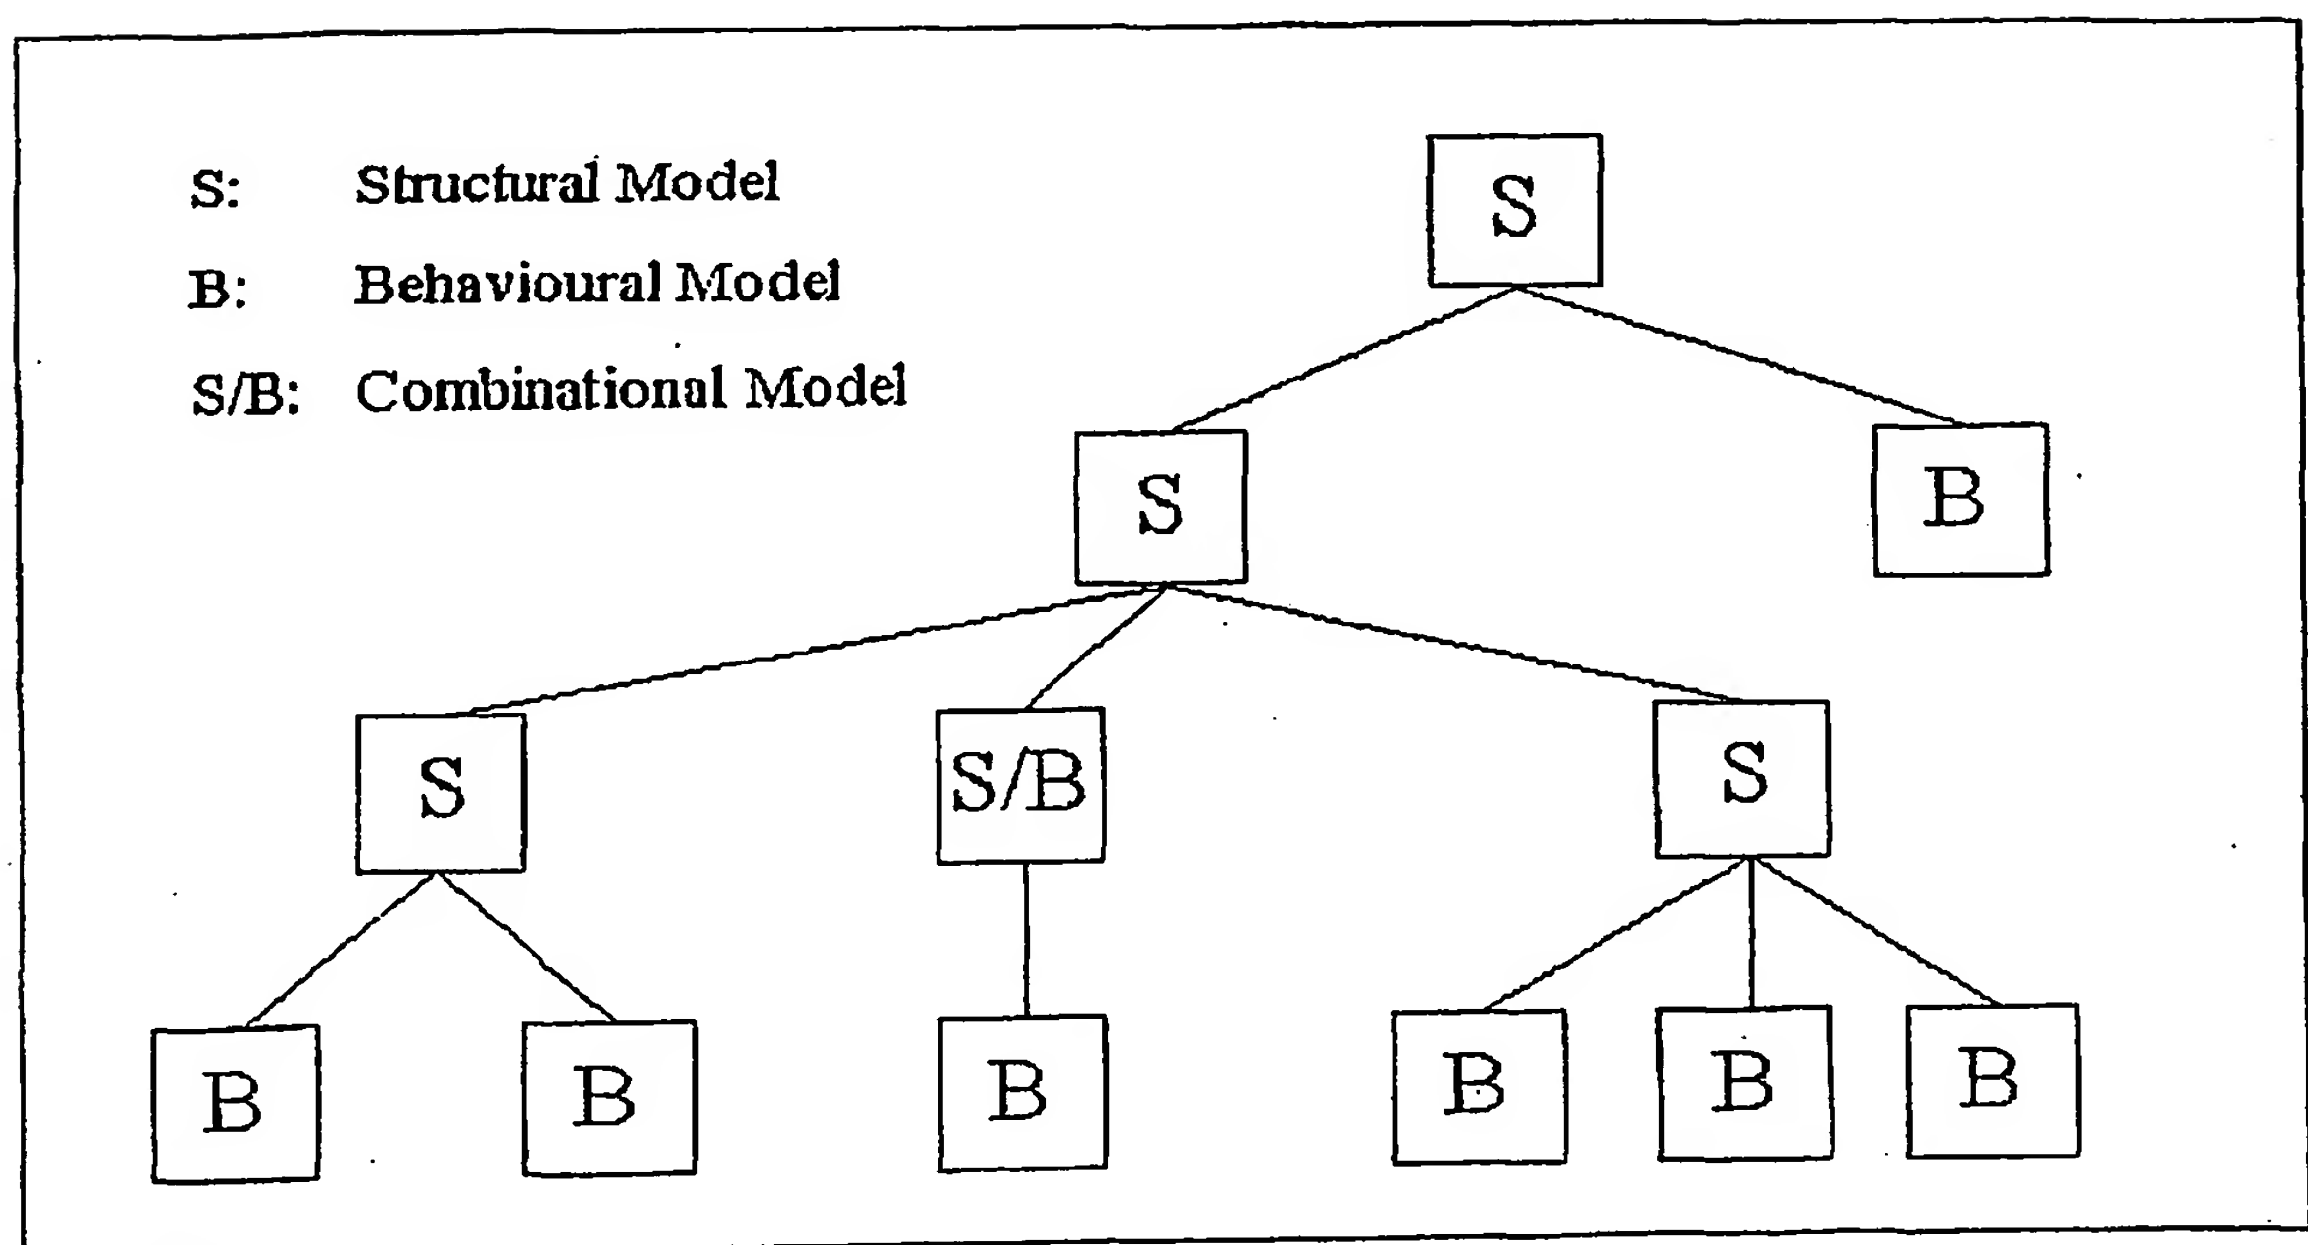 S: Structural Model
B: Behavioural Model
S/B: Combinational Model
S
S B
S S/B S
B B B B B B